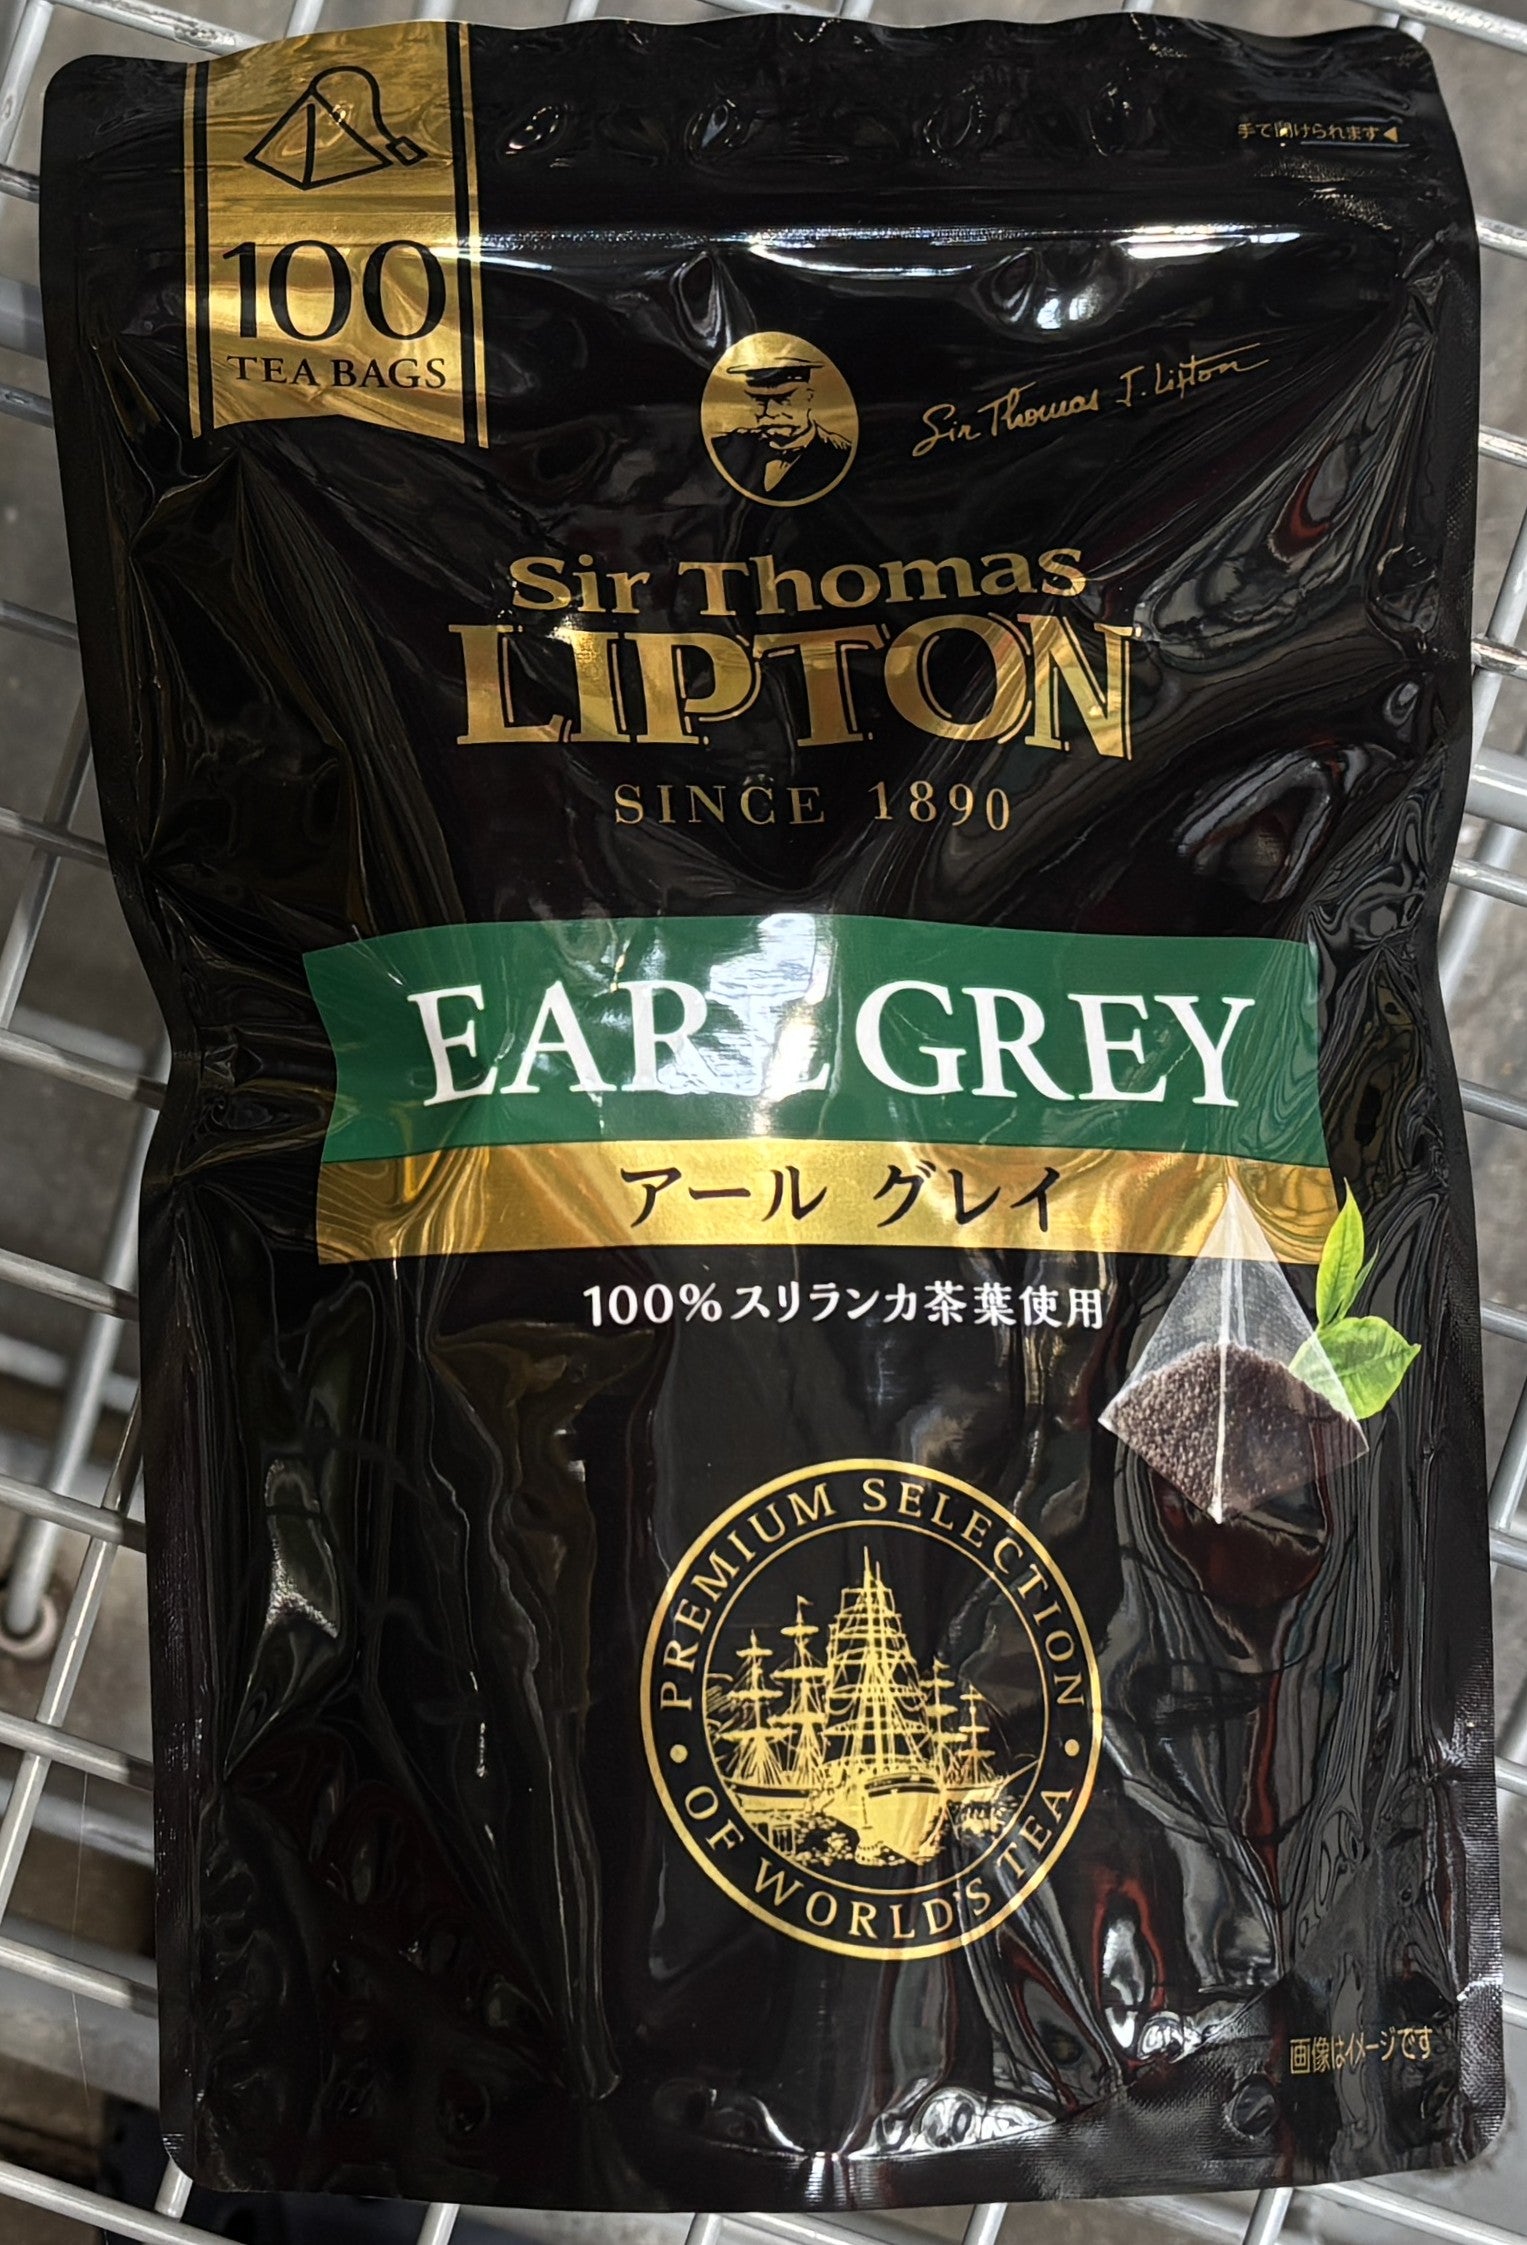 手で開けられます◀
100
TEA BAGS
Sir Thomas J. Lipton
Sir Thomas
LIPTON
SINCE 1890
EARL GREY
アール グレイ
100%スリランカ茶葉使用
PREMIUM SELECTION
• OF WORLD'S TEA •
画像はイメージです